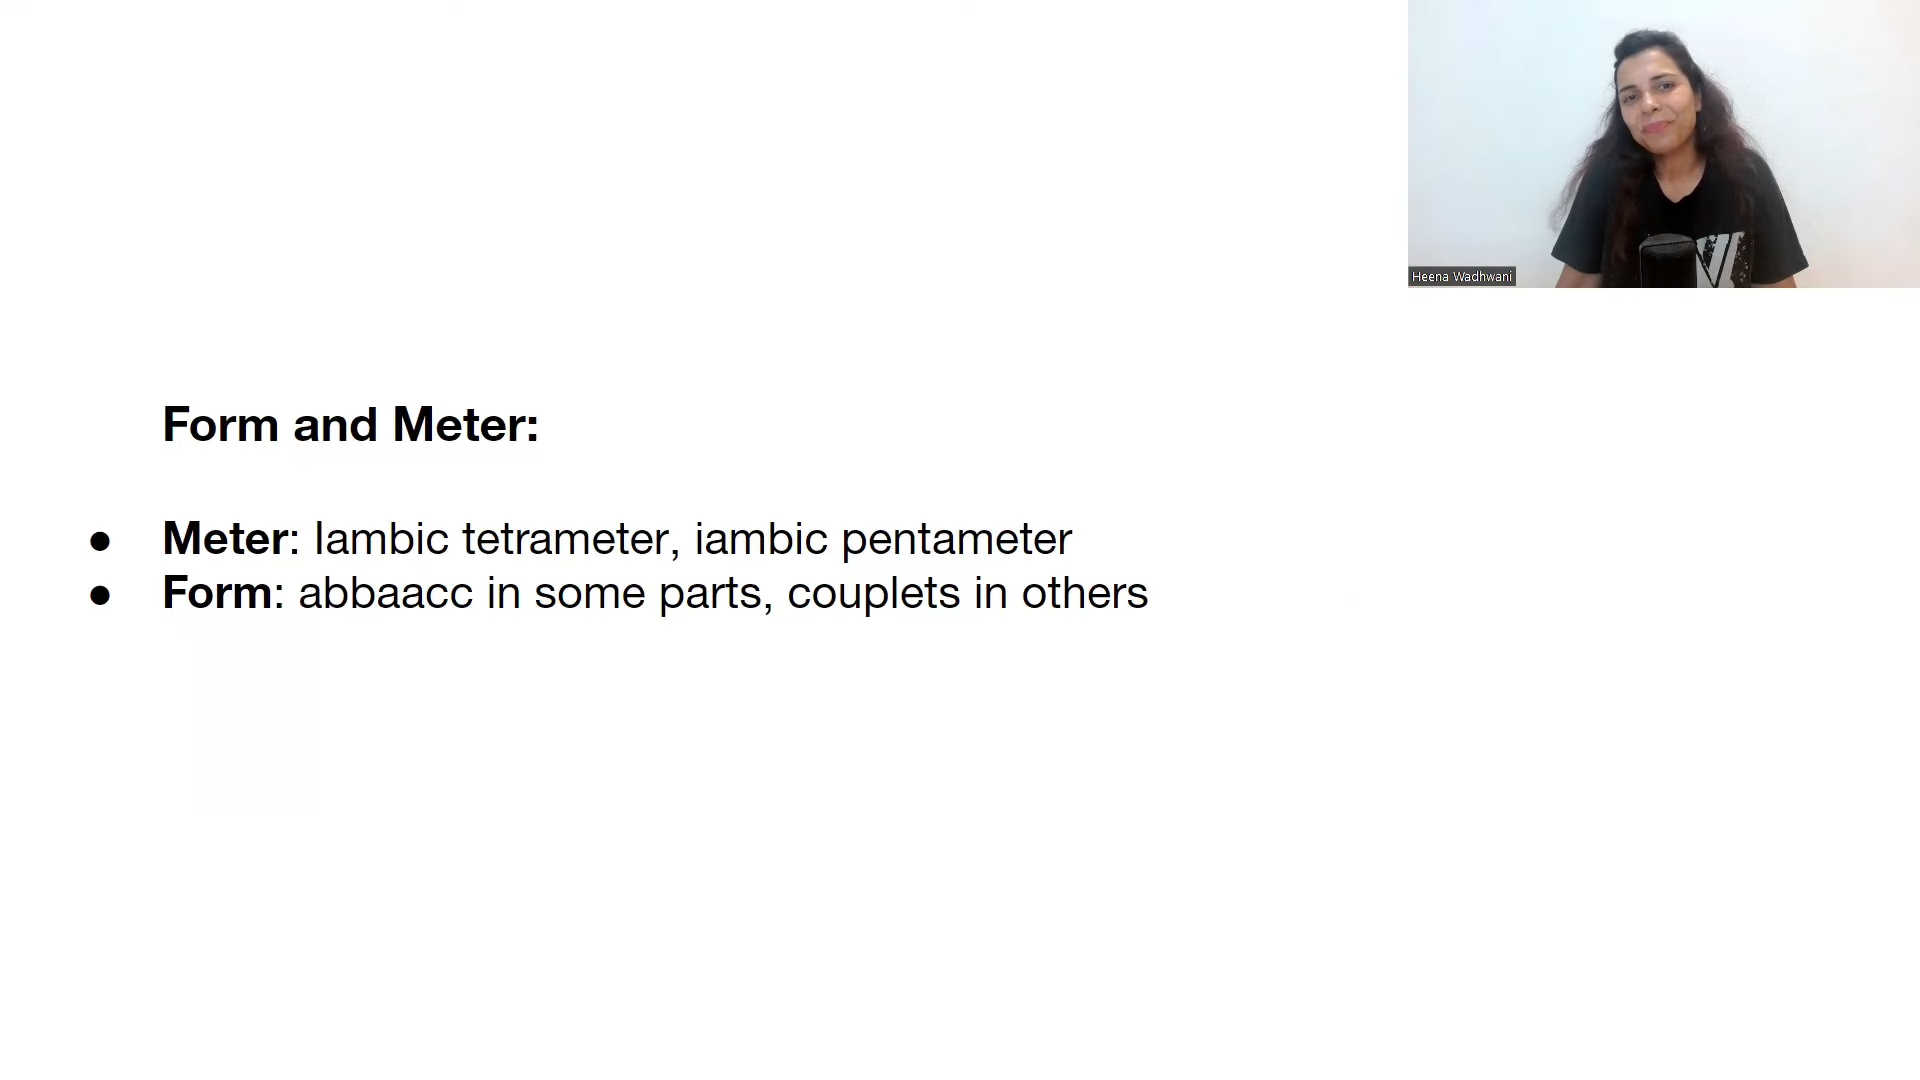 Heena Wadhwani
Form and Meter:
● Meter: Iambic tetrameter, iambic pentameter
● Form: abbaacc in some parts, couplets in others